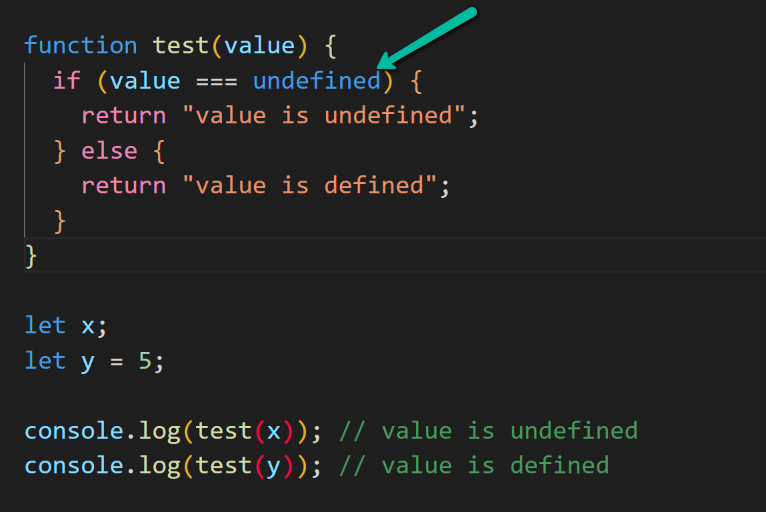 function test(value) {
  if (value === undefined) {
    return "value is undefined";
  } else {
    return "value is defined";
  }
}
let x;
let y = 5;
console.log(test(x)); // value is undefined
console.log(test(y)); // value is defined